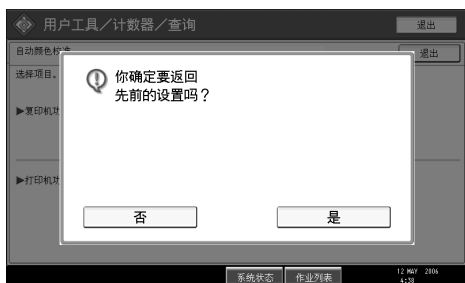 用户工具/计数器/查询
退出
自动颜色校准
退出
选择项目。
你确定要返回
先前的设置吗？
▶复印机功
▶打印机功
否
是
系统状态
作业列表
12 MAY 2006
4:38